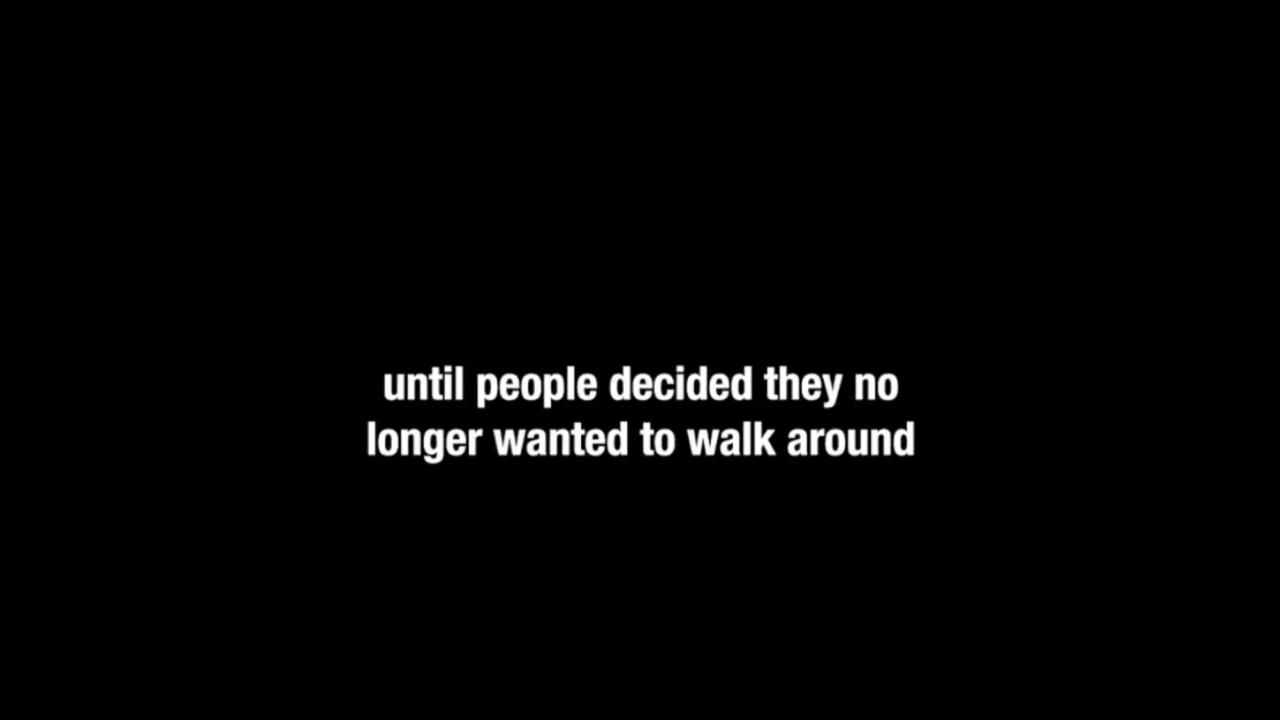 until people decided they no
longer wanted to walk around